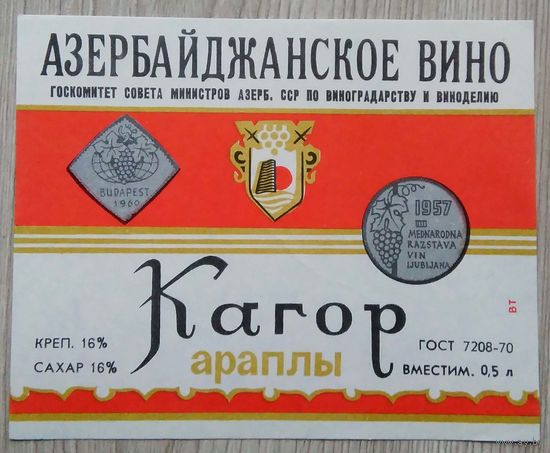 АЗЕРБАЙДЖАНСКОЕ ВИНО
ГОСКОМИТЕТ СОВЕТА МИНИСТРОВ АЗЕРБ. ССР ПО ВИНОГРАДАРСТВУ И ВИНОДЕЛИЮ
BUDAPEST
1960
1957
III
MEDNARODNA
RAZSTAVA
VIN
LJUBLJANA
Кагор
араплы
КРЕП. 16%
САХАР 16%
ГОСТ 7208-70
ВМЕСТИМ. 0,5 л
ВТ